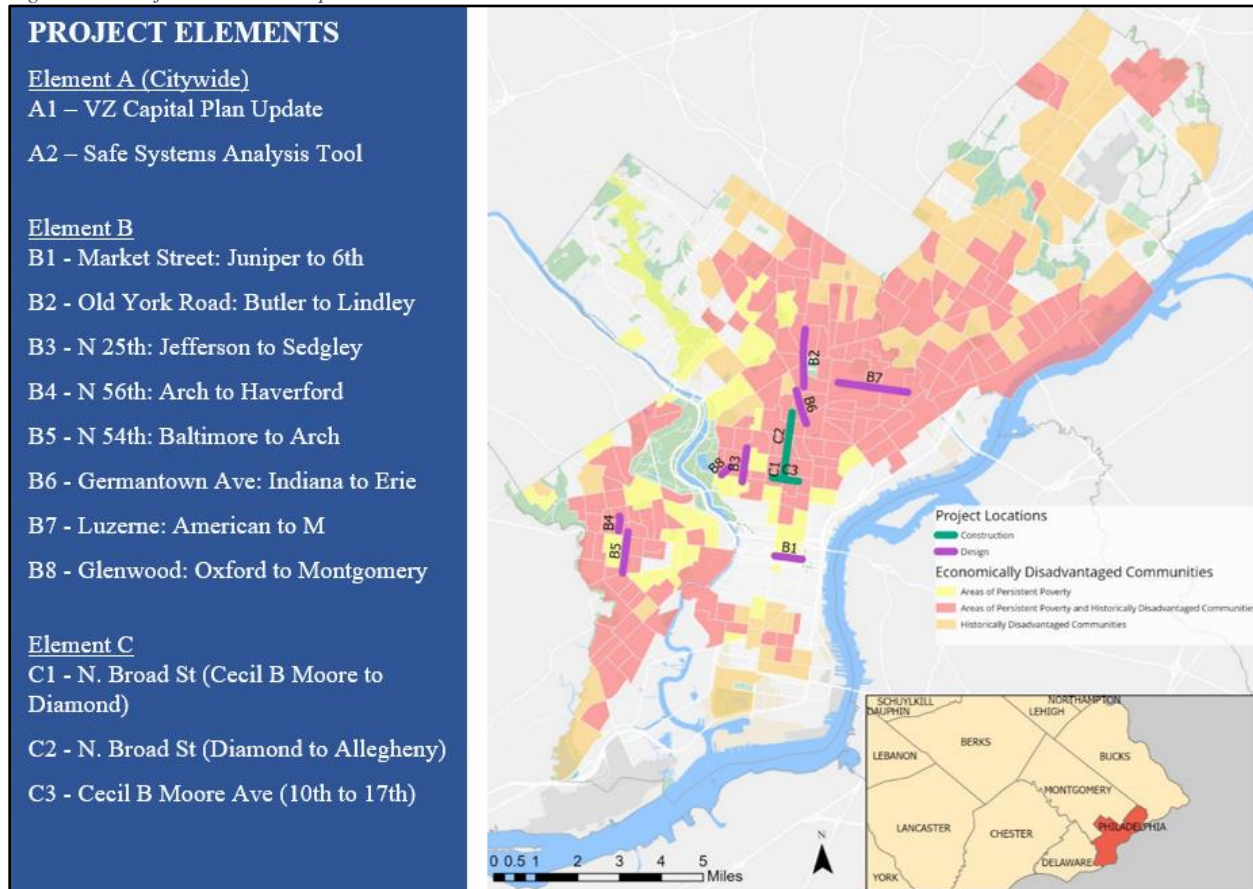 PROJECT ELEMENTS
Element A (Citywide)
A1 – VZ Capital Plan Update
A2 – Safe Systems Analysis Tool
Element B
B1 - Market Street: Juniper to 6th
B2 - Old York Road: Butler to Lindley
B3 - N 25th: Jefferson to Sedgley
B4 - N 56th: Arch to Haverford
B5 - N 54th: Baltimore to Arch
B6 - Germantown Ave: Indiana to Erie
B7 - Luzerne: American to M
B8 - Glenwood: Oxford to Montgomery
Element C
C1 - N. Broad St (Cecil B Moore to
Diamond)
C2 - N. Broad St (Diamond to Allegheny)
C3 - Cecil B Moore Ave (10th to 17th)
B2
B7
B6
C2
B8
B3
C1
C3
B4
B5
B1
Project Locations
Construction
Design
Economically Disadvantaged Communities
Areas of Persistent Poverty
Areas of Persistent Poverty and Historically Disadvantaged Communities
Historically Disadvantaged Communities
N
0 0.5 1 2 3 4 5
Miles
SCHUYLKILL
DAUPHIN
NORTHAMPTON
LEHIGH
LEBANON
BERKS
BUCKS
MONTGOMERY
PHILADELPHIA
LANCASTER
CHESTER
DELAWARE
YORK